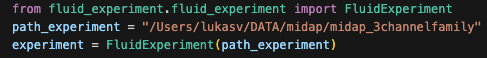 from fluid_experiment.fluid_experiment import FluidExperiment
path_experiment = "/Users/lukasv/DATA/midap/midap_3channelfamily"
experiment = FluidExperiment(path_experiment)